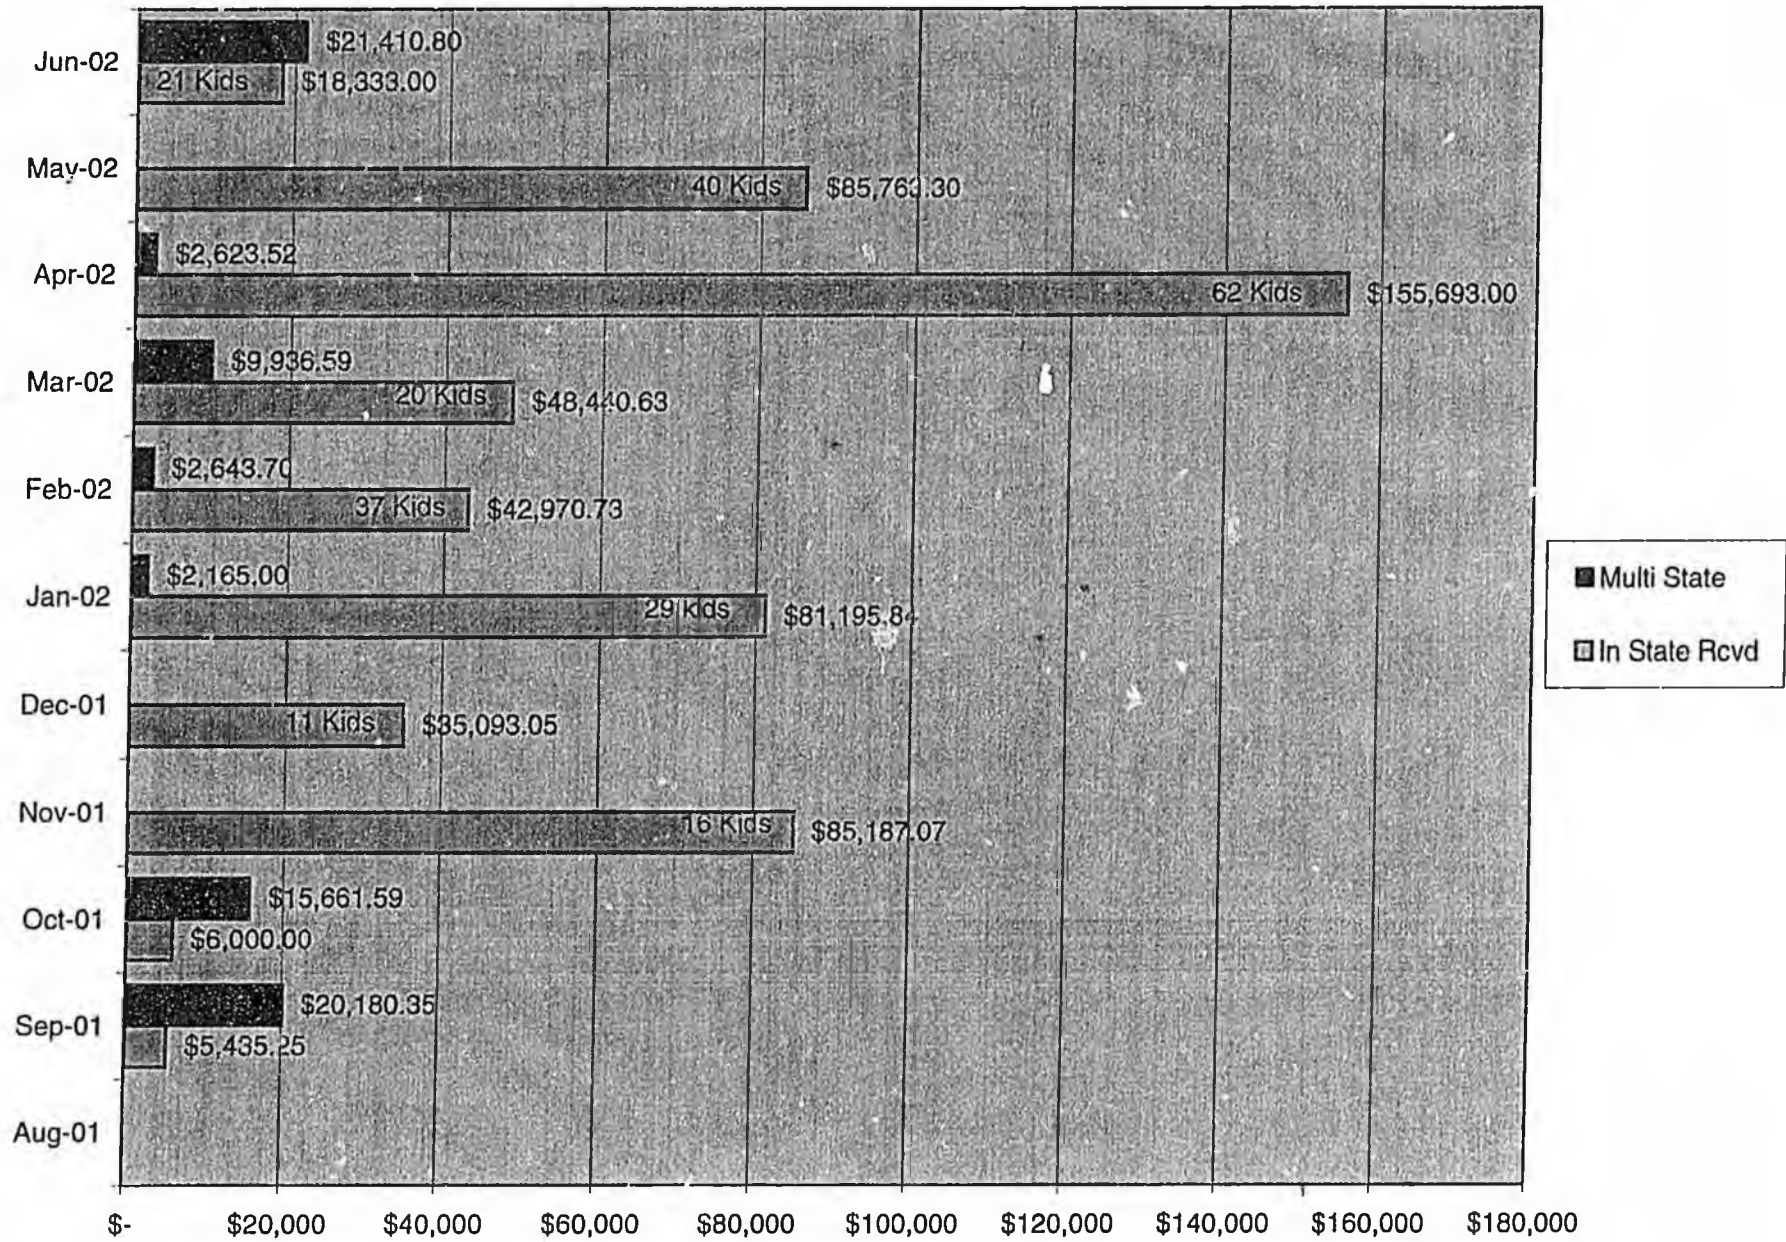 Jun-02
$21,410.80
21 Kids
$18,333.00
May-02
40 Kids
$85,763.30
Apr-02
$2,623.52
62 Kids
$155,693.00
Mar-02
$9,936.59
20 Kids
$48,440.63
Feb-02
$2,643.70
37 Kids
$42,970.73
Jan-02
$2,165.00
29 kids
$81,195.84
Dec-01
11 Kids
$35,093.05
Nov-01
16 Kids
$85,187.07
Oct-01
$15,661.59
$6,000.00
Sep-01
$20,180.35
$5,435.25
Aug-01
$- $20,000 $40,000 $60,000 $80,000 $100,000 $120,000 $140,000 $160,000 $180,000
Multi State
In State Rcvd